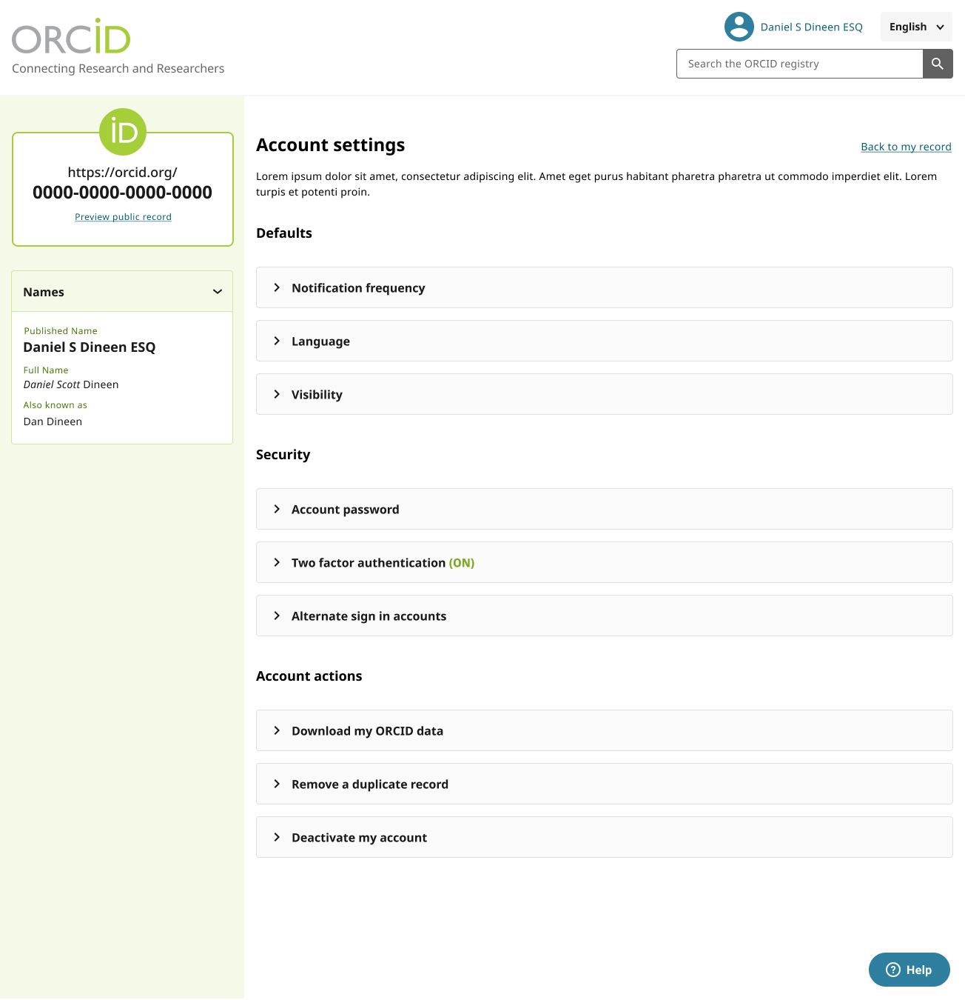 ORCID
Connecting Research and Researchers
Daniel S Dineen ESQ
English
Search the ORCID registry
iD
https://orcid.org/
0000-0000-0000-0000
Preview public record
Names
Published Name
Daniel S Dineen ESQ
Full Name
Daniel Scott Dineen
Also known as
Dan Dineen
Account settings
Back to my record
Lorem ipsum dolor sit amet, consectetur adipiscing elit. Amet eget purus habitant pharetra pharetra ut commodo imperdiet elit. Lorem
turpis et potenti proin.
Defaults
Notification frequency
Language
Visibility
Security
Account password
Two factor authentication (ON)
Alternate sign in accounts
Account actions
Download my ORCID data
Remove a duplicate record
Deactivate my account
? Help